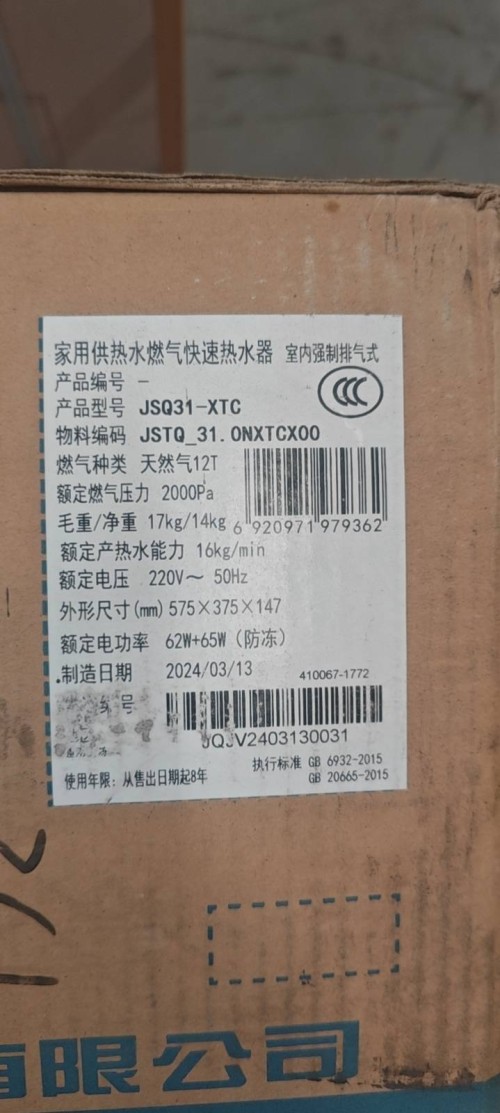 家用供热水燃气快速热水器 室内强制排气式
产品编号 -
产品型号 JSQ31-XTC
物料编码 JSTQ_31.0NXTCX00
燃气种类 天然气12T
额定燃气压力 2000Pa
毛重/净重 17kg/14kg
6 920971 979362
额定产热水能力 16kg/min
额定电压 220V～ 50Hz
外形尺寸(mm) 575×375×147
额定电功率 62W+65W（防冻）
制造日期 2024/03/13
410067-1772
号
JQJV2403130031
执行标准 GB 6932-2015
GB 20665-2015
使用年限：从售出日期起8年
有限公司